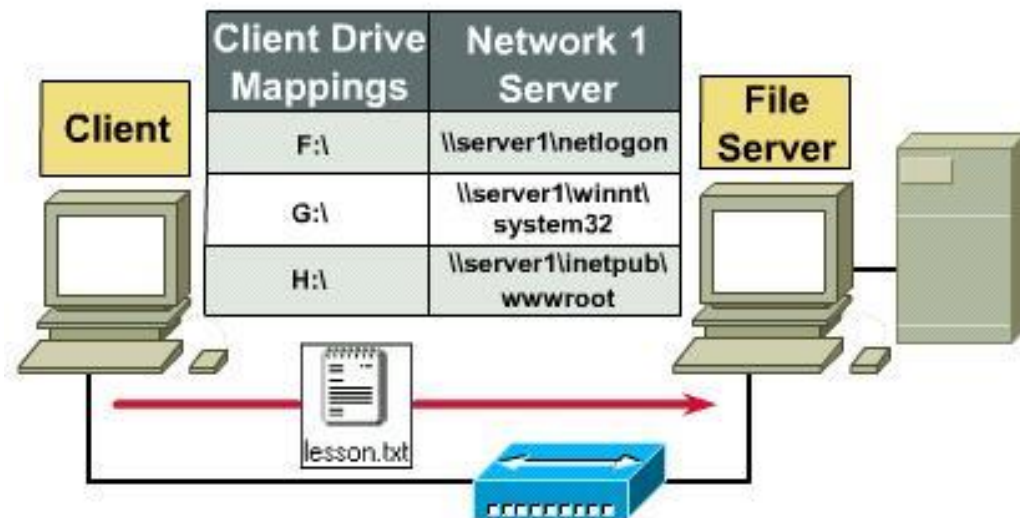 Client Drive
Mappings
Network 1
Server
Client
File
Server
F:\
\\server1\netlogon
G:\
\\server1\winnt\
system32
H:\
\\server1\inetpub\
wwwroot
lesson.txt